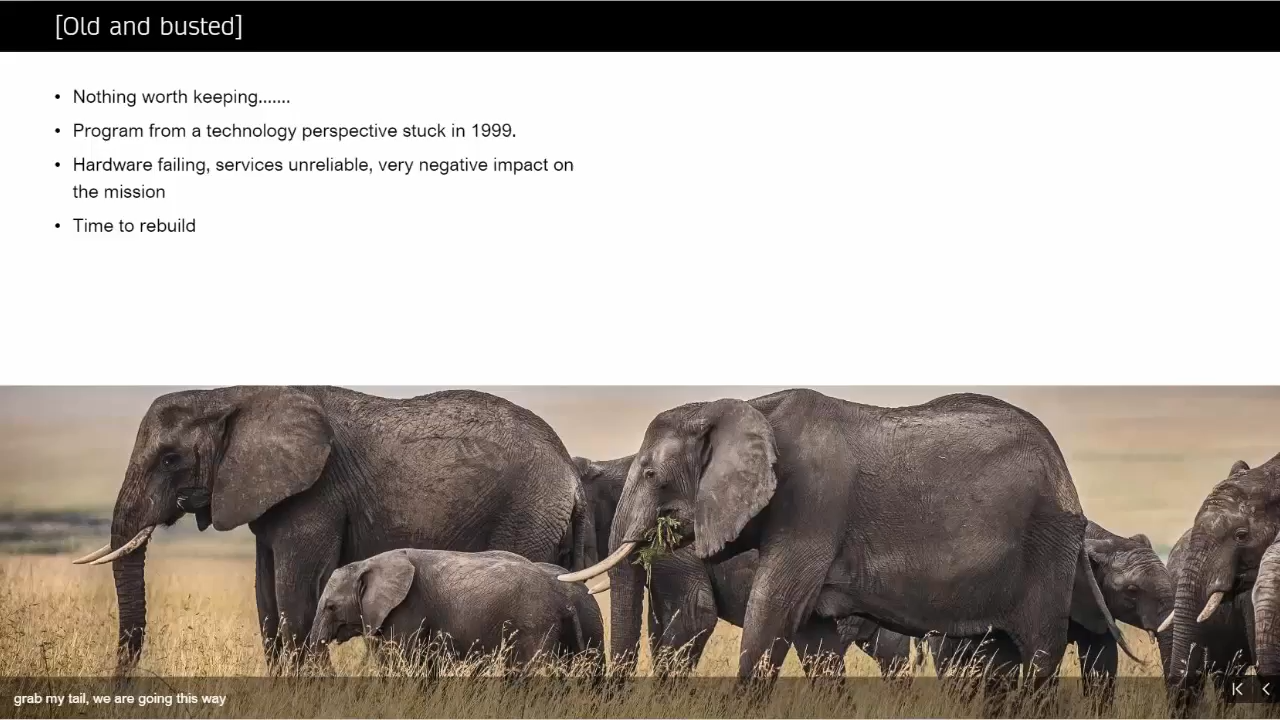 [Old and busted]
• Nothing worth keeping.......
• Program from a technology perspective stuck in 1999.
• Hardware failing, services unreliable, very negative impact on
the mission
• Time to rebuild
grab my tail, we are going this way